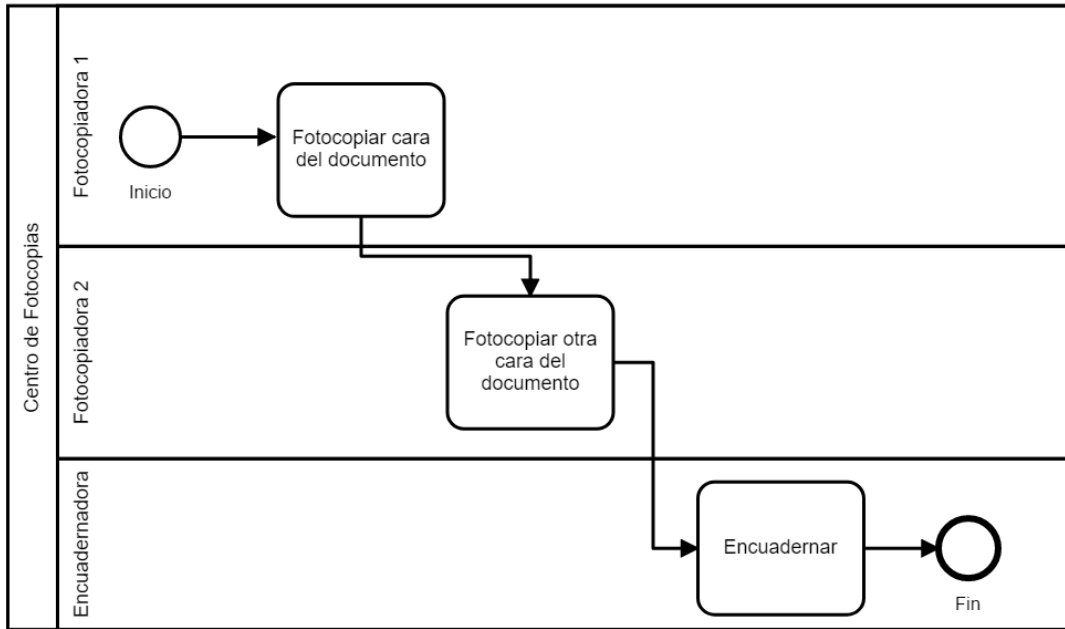 Centro de Fotocopias
Fotocopiadora 1
Inicio
Fotocopiar cara
del documento
Fotocopiadora 2
Fotocopiar otra
cara del
documento
Encuadernadora
Encuadernar
Fin